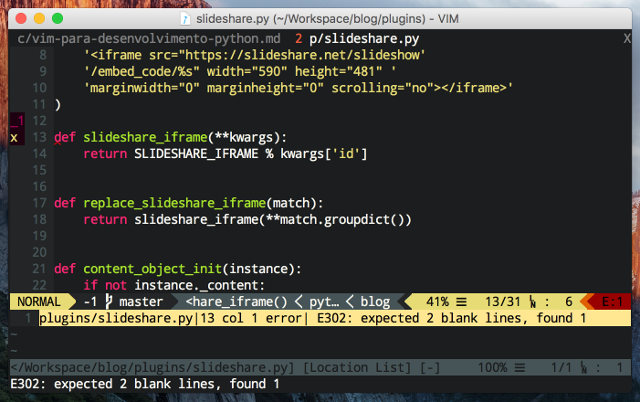 slideshare.py (~/Workspace/blog/plugins) - VIM
c/vim-para-desenvolvimento-python.md  2 p/slideshare.py X
8     '<iframe src="https://slideshare.net/slideshow'
9     '/embed_code/%s" width="590" height="481" '
10     'marginwidth="0" marginheight="0" scrolling="no"></iframe>'
11 )
_1 12
x 13 def slideshare_iframe(**kwargs):
14     return SLIDESHARE_IFRAME % kwargs['id']
15
16
17 def replace_slideshare_iframe(match):
18     return slideshare_iframe(**match.groupdict())
19
20
21 def content_object_init(instance):
22     if not instance._content:
NORMAL -1 master <hare_iframe() < pyt… < blog 41% ☰ 13/31 : 6 E:1
1 plugins/slideshare.py|13 col 1 error| E302: expected 2 blank lines, found 1
~
~
</Workspace/blog/plugins/slideshare.py] [Location List] [-] 100% ☰ 1/1 : 1
E302: expected 2 blank lines, found 1